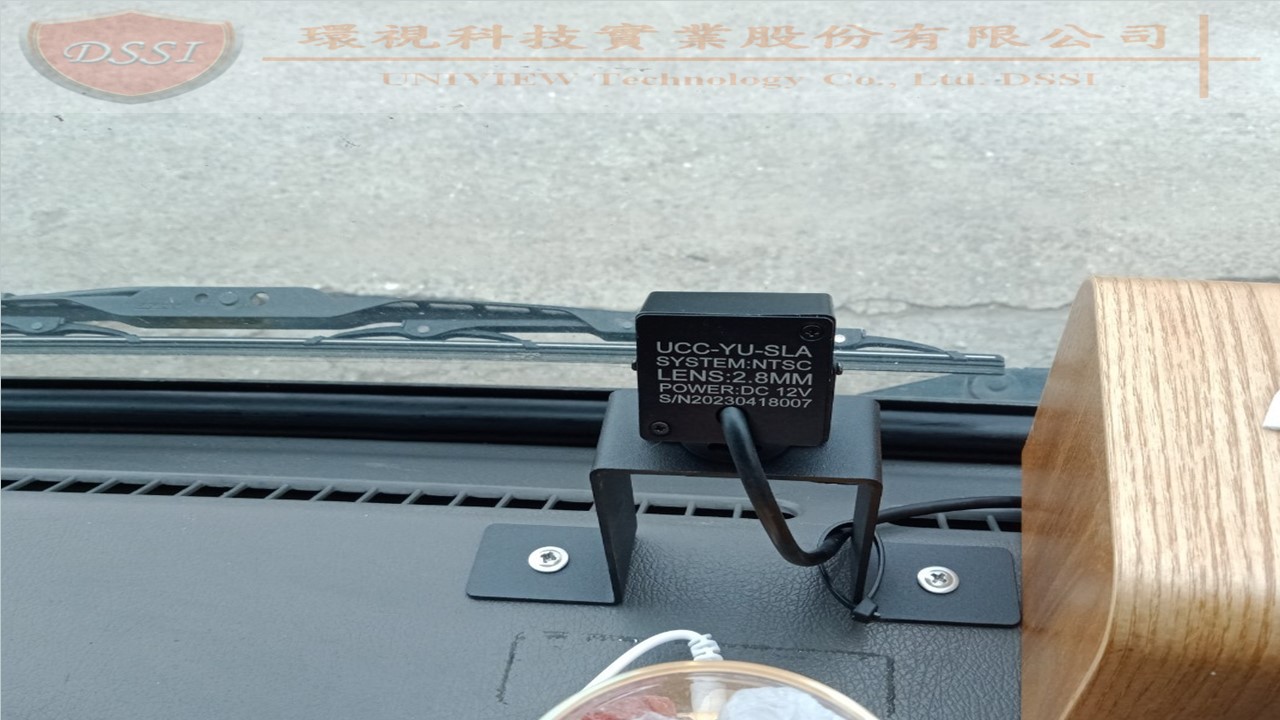 DSSI
環視科技實業股份有限公司
UNIVIEW Technology Co., Ltd. DSSI
UCC-YU-SLA
SYSTEM:NTSC
LENS:2.8MM
POWER:DC 12V
S/N20230418007